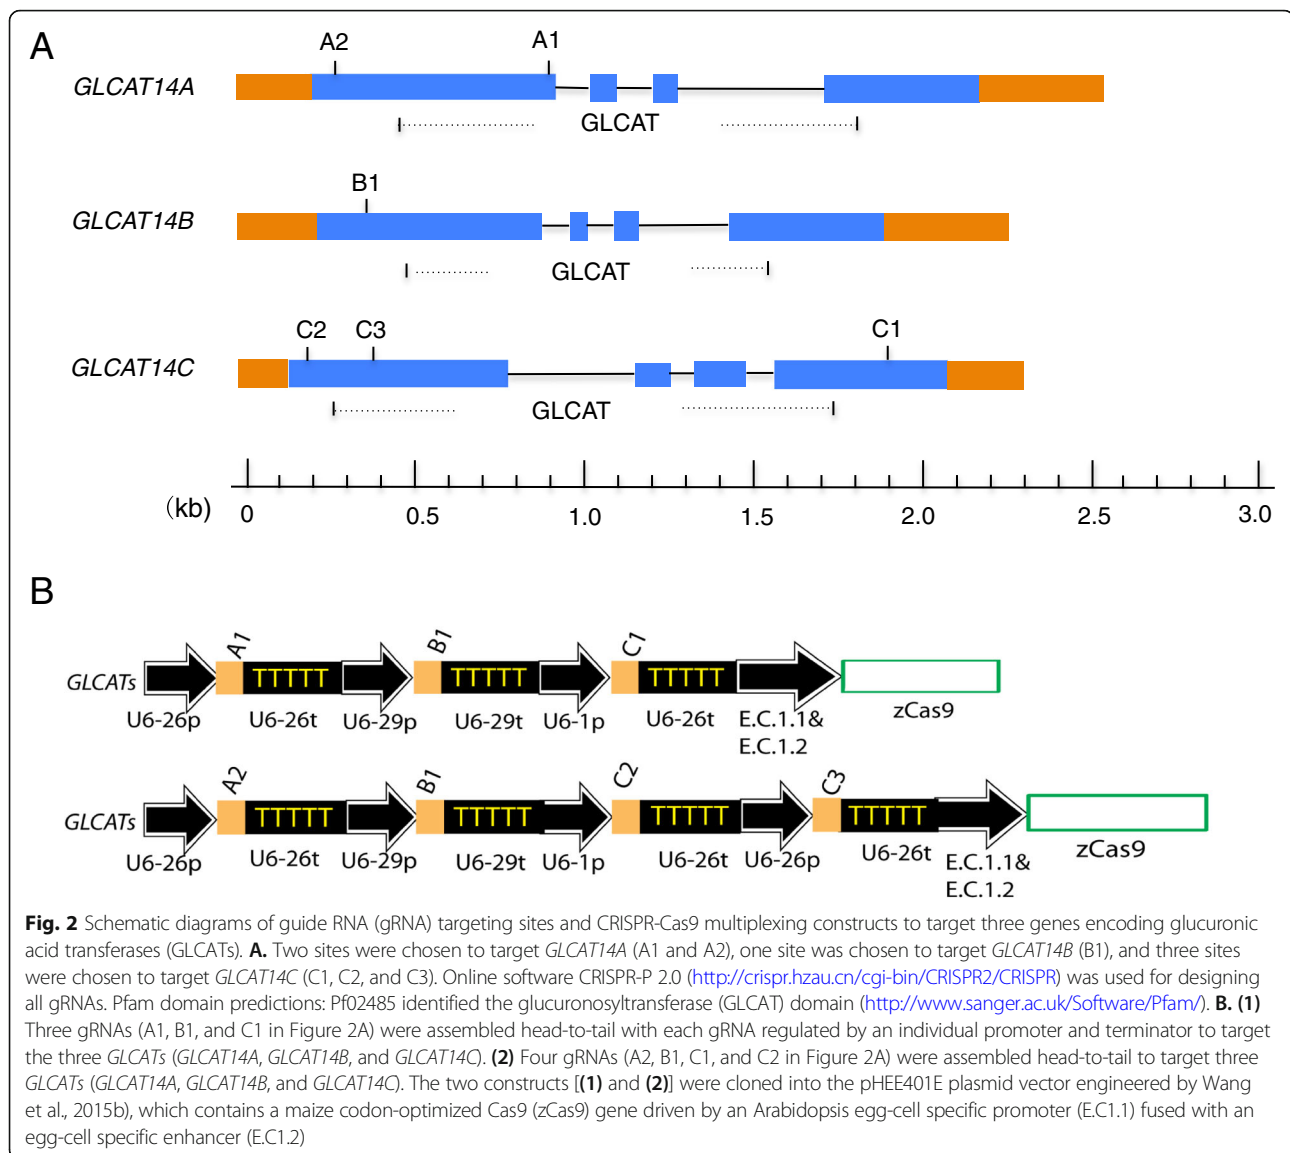 A
A2 A1
GLCAT14A
GLCAT
B1
GLCAT14B
GLCAT
C2 C3 C1
GLCAT14C
GLCAT
(kb) 0 0.5 1.0 1.5 2.0 2.5 3.0
B
A1 B1 C1
GLCATs TTTTT TTTTT TTTTT
U6-26p U6-26t U6-29p U6-29t U6-1p U6-26t E.C.1.1& zCas9
E.C.1.2
A2 B1 C2 C3
GLCATs TTTTT TTTTT TTTTT TTTTT
U6-26p U6-26t U6-29p U6-29t U6-1p U6-26t U6-26p U6-26t E.C.1.1& zCas9
E.C.1.2
Fig. 2 Schematic diagrams of guide RNA (gRNA) targeting sites and CRISPR-Cas9 multiplexing constructs to target three genes encoding glucuronic
acid transferases (GLCATs). A. Two sites were chosen to target GLCAT14A (A1 and A2), one site was chosen to target GLCAT14B (B1), and three sites
were chosen to target GLCAT14C (C1, C2, and C3). Online software CRISPR-P 2.0 (http://crispr.hzau.cn/cgi-bin/CRISPR2/CRISPR) was used for designing
all gRNAs. Pfam domain predictions: Pf02485 identified the glucuronosyltransferase (GLCAT) domain (http://www.sanger.ac.uk/Software/Pfam/). B. (1)
Three gRNAs (A1, B1, and C1 in Figure 2A) were assembled head-to-tail with each gRNA regulated by an individual promoter and terminator to target
the three GLCATs (GLCAT14A, GLCAT14B, and GLCAT14C). (2) Four gRNAs (A2, B1, C1, and C2 in Figure 2A) were assembled head-to-tail to target three
GLCATs (GLCAT14A, GLCAT14B, and GLCAT14C). The two constructs [(1) and (2)] were cloned into the pHEE401E plasmid vector engineered by Wang
et al., 2015b), which contains a maize codon-optimized Cas9 (zCas9) gene driven by an Arabidopsis egg-cell specific promoter (E.C1.1) fused with an
egg-cell specific enhancer (E.C1.2)